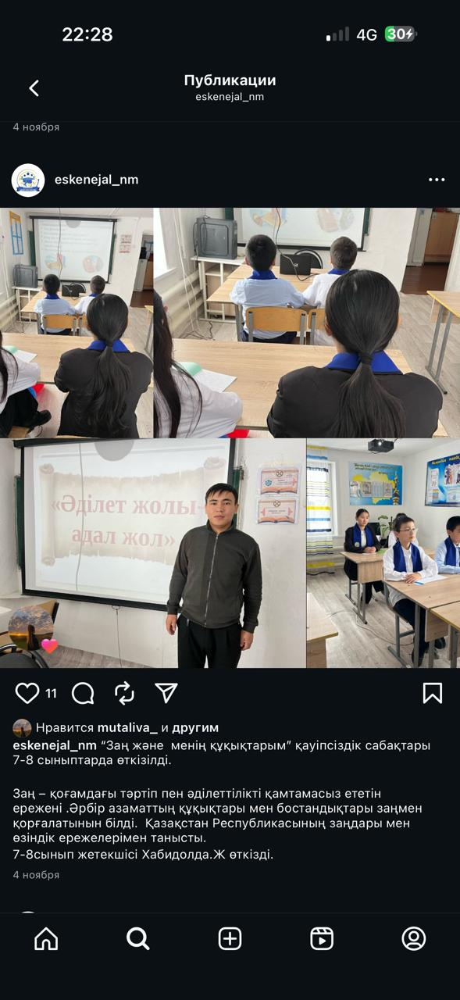 22:28
4G
30
Публикации
eskenejal_nm
4 ноября
eskenejal_nm
«Әділет жолы-
адал жол»
11
Нравится mutaliva_ и другим
eskenejal_nm “Заң және менің құқықтарым” қауіпсіздік сабақтары
7-8 сыныптарда өткізілді.
Заң – қоғамдағы тәртіп пен әділеттілікті қамтамасыз ететін
ережені .Әрбір азаматтың құқықтары мен бостандықтары заңмен
қорғалатынын білді. Қазақстан Республикасының заңдары мен
өзіндік ережелерімен танысты.
7-8сынып жетекшісі Хабидолда.Ж өткізді.
4 ноября